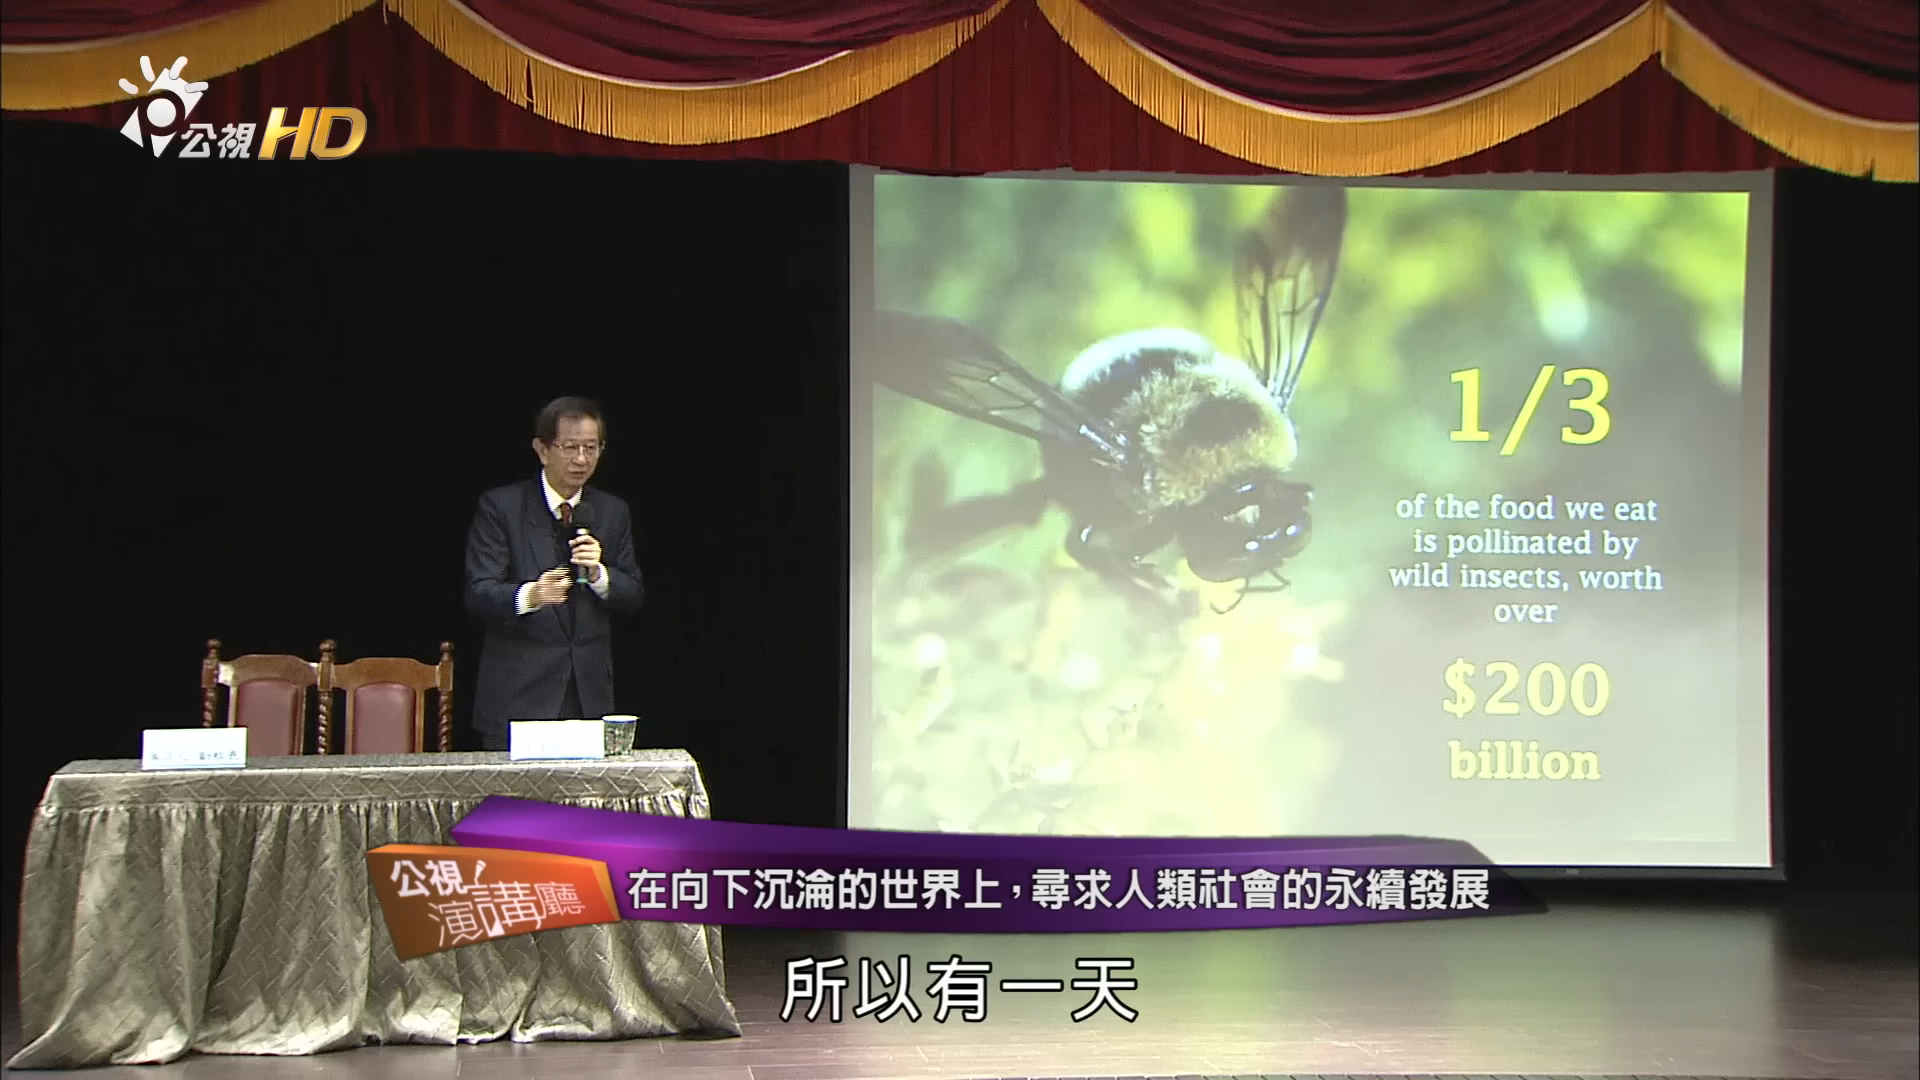 公視 HD
1/3
of the food we eat
is pollinated by
wild insects, worth
over
$200
billion
公視
演講廳
在向下沉淪的世界上，尋求人類社會的永續發展
所以有一天